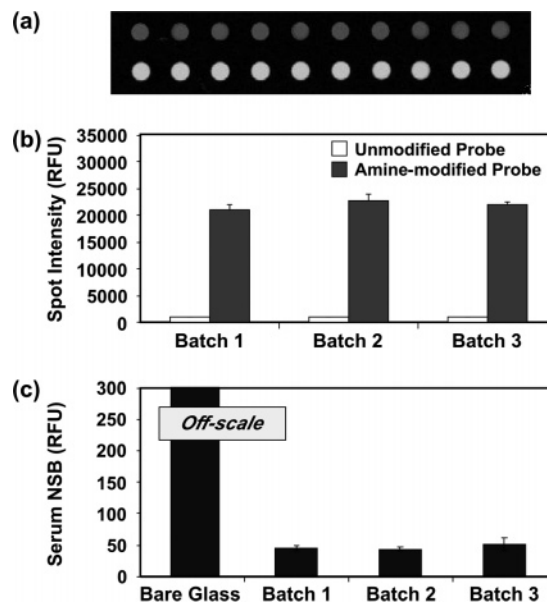 (a)
(b)
Spot Intensity (RFU)
35000
30000
25000
20000
15000
10000
5000
0
Unmodified Probe
Amine-modified Probe
Batch 1 Batch 2 Batch 3
(c)
Serum NSB (RFU)
300
250
200
150
100
50
0
Off-scale
Bare Glass Batch 1 Batch 2 Batch 3